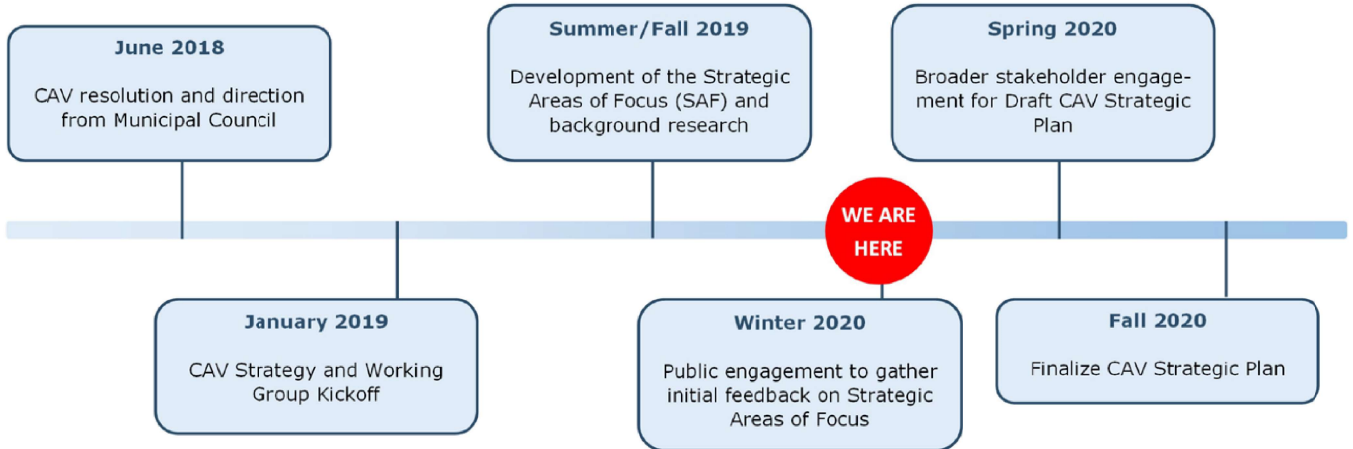 June 2018
CAV resolution and direction
from Municipal Council
January 2019
CAV Strategy and Working
Group Kickoff
Summer/Fall 2019
Development of the Strategic
Areas of Focus (SAF) and
background research
WE ARE
HERE
Winter 2020
Public engagement to gather
initial feedback on Strategic
Areas of Focus
Spring 2020
Broader stakeholder engage-
ment for Draft CAV Strategic
Plan
Fall 2020
Finalize CAV Strategic Plan